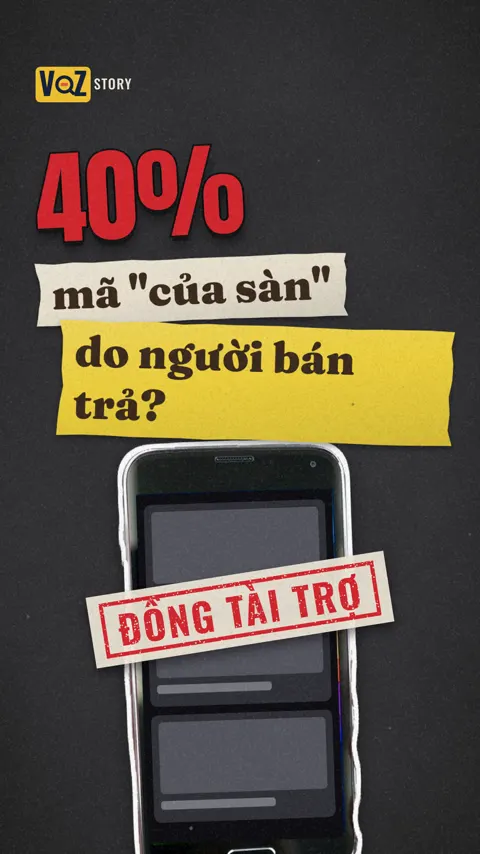 VOZ STORY
40%
mã "của sàn"
do người bán
trả?
ĐỒNG TÀI TRỢ